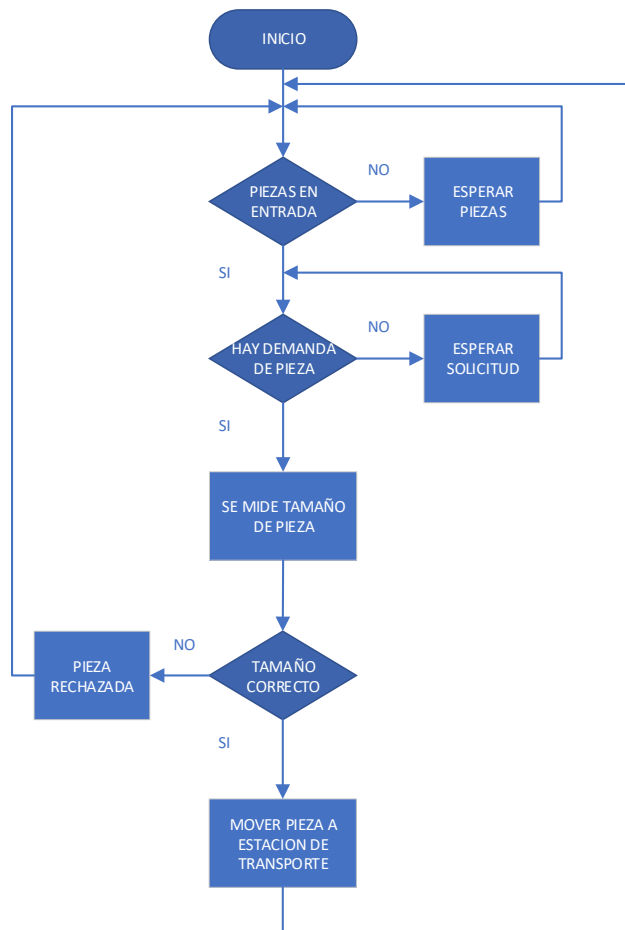 INICIO
PIEZAS EN
ENTRADA
NO
ESPERAR
PIEZAS
SI
HAY DEMANDA
DE PIEZA
NO
ESPERAR
SOLICITUD
SI
SE MIDE TAMAÑO
DE PIEZA
TAMAÑO
CORRECTO
NO
PIEZA
RECHAZADA
SI
MOVER PIEZA A
ESTACION DE
TRANSPORTE